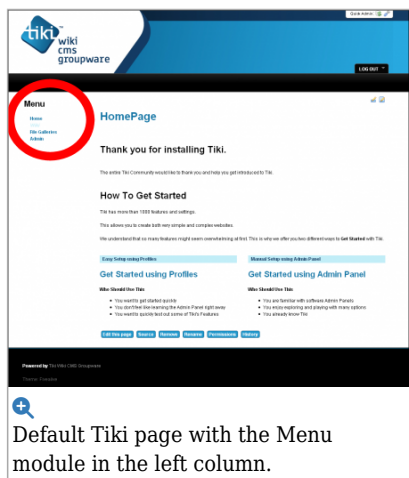 Quick Admin
tiki
wiki
cms
groupware
LOG OUT
Menu
Home
File Galleries
Admin
HomePage
Thank you for installing Tiki.
The entire Tiki Community would like to thank you and help you get introduced to Tiki.
How To Get Started
Tiki has more than 1000 features and settings.
This allows you to create both very simple and complex websites.
We understand that so many features might seem overwhelming at first. This is why we offer you two different ways to Get Started with Tiki.
Easy Setup using Profiles
Manual Setup using Admin Panel
Get Started using Profiles
Get Started using Admin Panel
Who Should Use This
Who Should Use This
You want to get started quickly
You don't feel like learning the Admin Panel right away
You want to quickly test out some of Tiki's Features
You are familiar with software Admin Panels
You enjoy exploring and playing with many options
You already know Tiki
Edit this page Source Remove Rename Permissions History
Powered by Tiki Wiki CMS Groupware
Default Tiki page with the Menu
module in the left column.